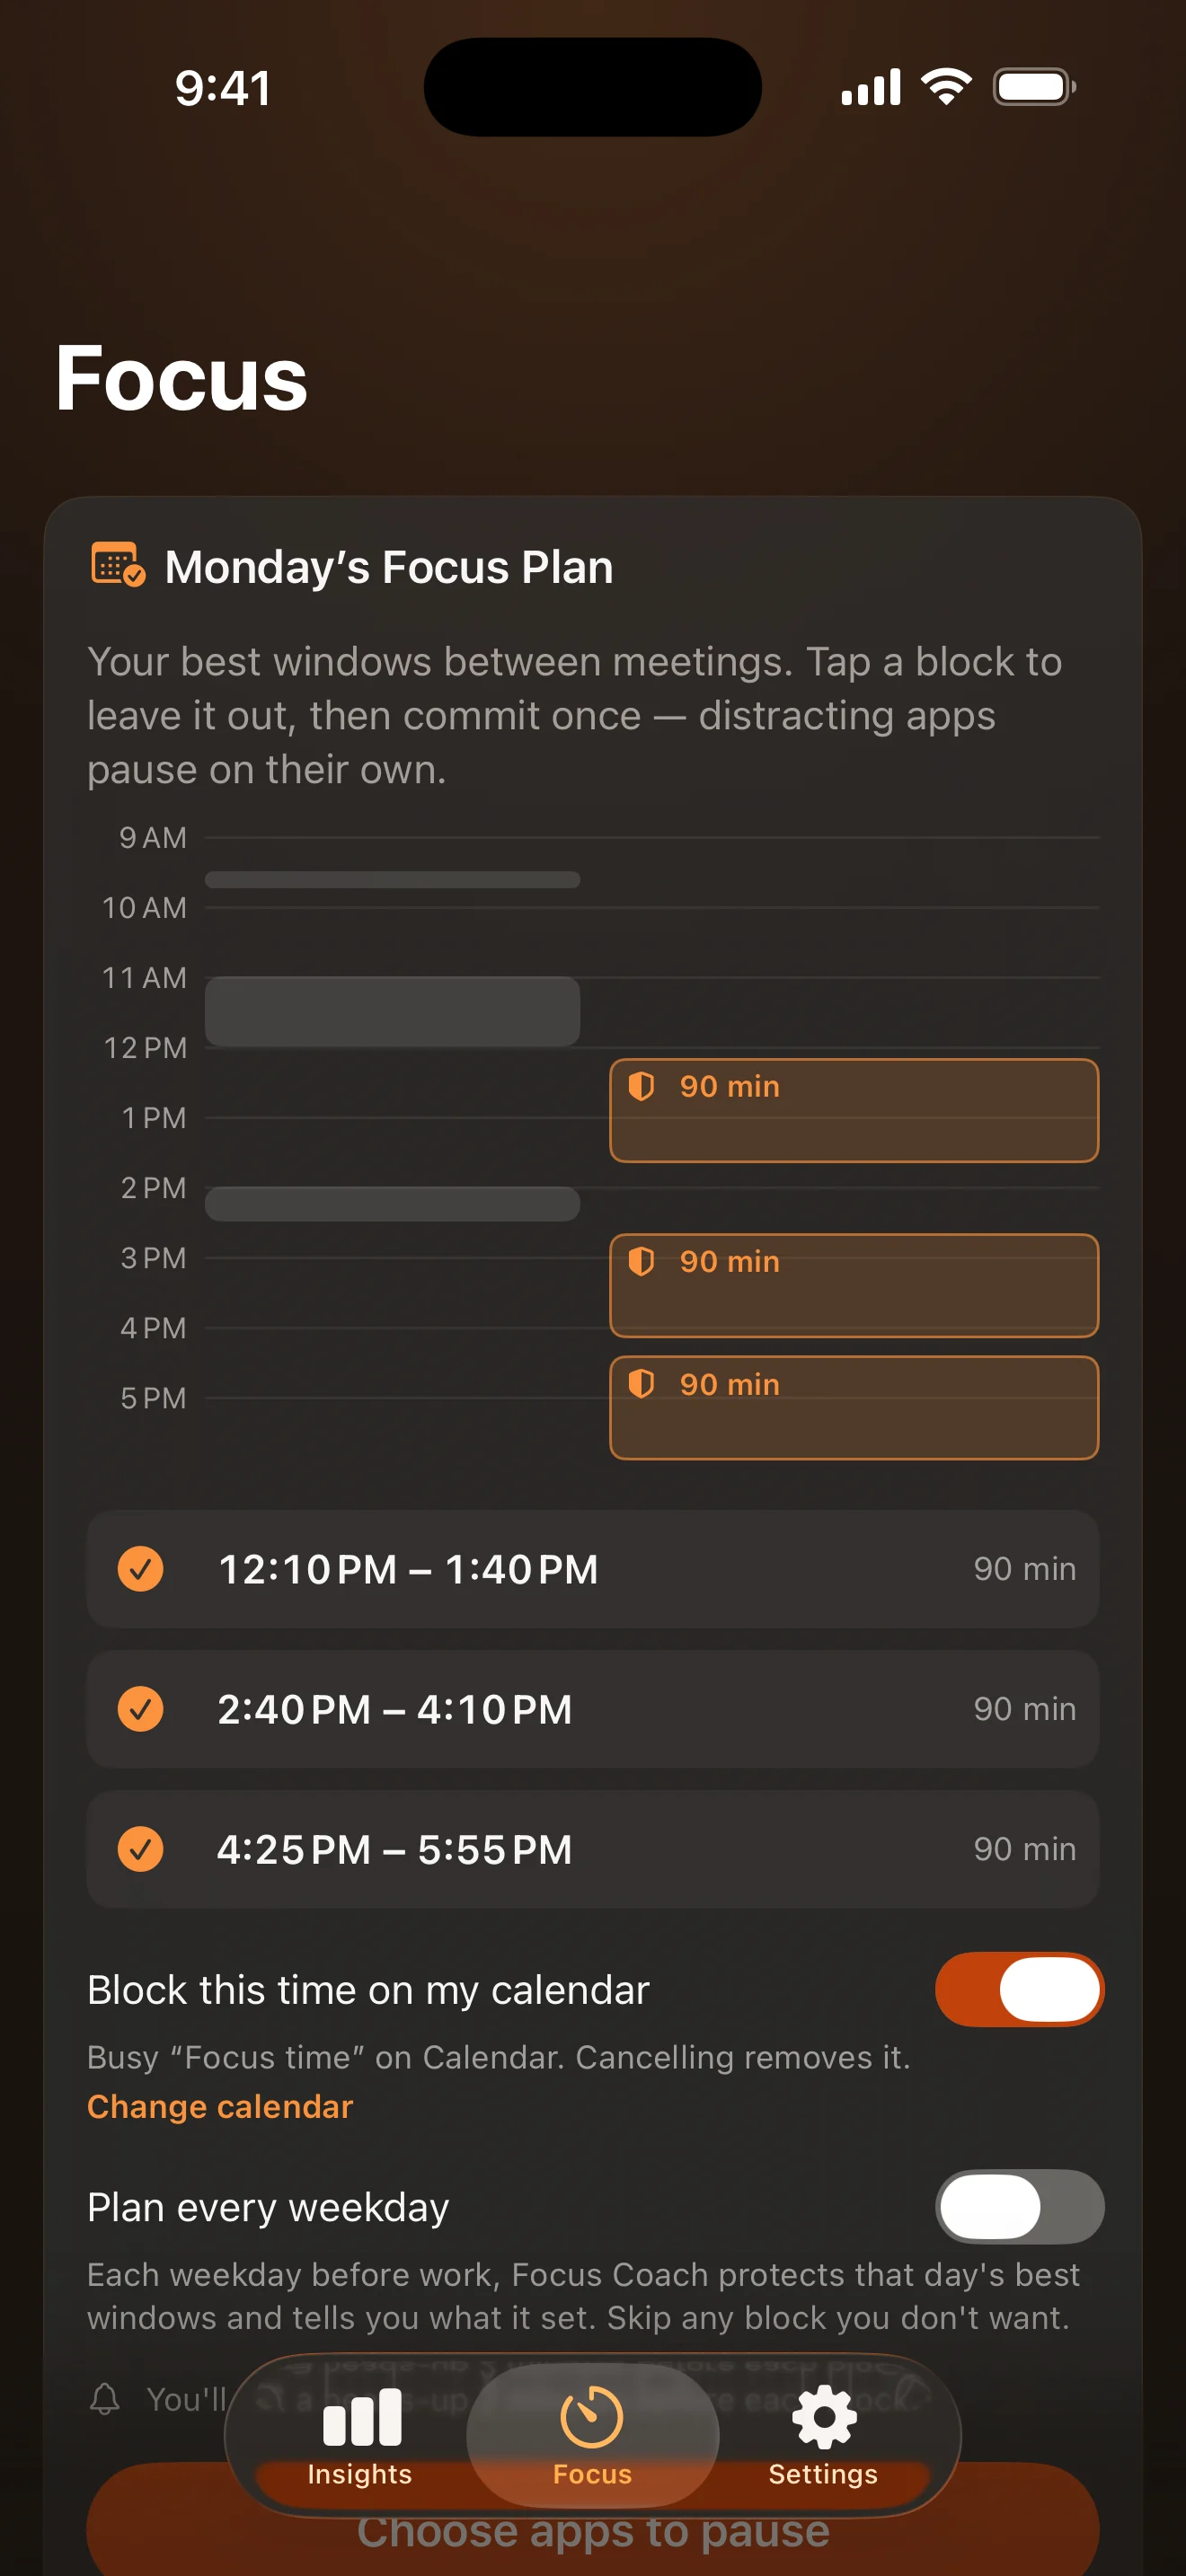 9:41
Focus
Monday’s Focus Plan
Your best windows between meetings. Tap a block to
leave it out, then commit once — distracting apps
pause on their own.
9 AM
10 AM
11 AM
12 PM
90 min
1 PM
2 PM
3 PM
90 min
4 PM
90 min
5 PM
12:10 PM – 1:40 PM
90 min
2:40 PM – 4:10 PM
90 min
4:25 PM – 5:55 PM
90 min
Block this time on my calendar
Busy “Focus time” on Calendar. Cancelling removes it.
Change calendar
Plan every weekday
Each weekday before work, Focus Coach protects that day's best
windows and tells you what it set. Skip any block you don't want.
You'll
Insights
Focus
Settings
Choose apps to pause